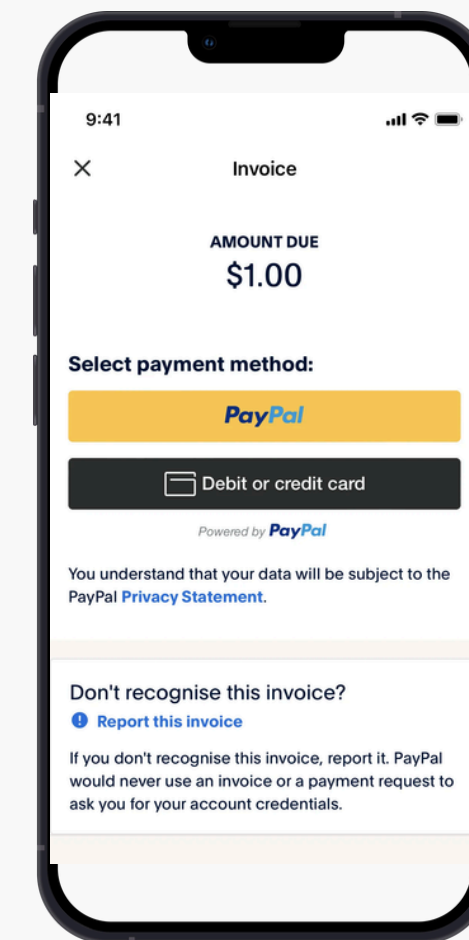 9:41
Invoice
AMOUNT DUE
$1.00
Select payment method:
PayPal
Debit or credit card
Powered by PayPal
You understand that your data will be subject to the
PayPal Privacy Statement.
Don't recognise this invoice?
Report this invoice
If you don't recognise this invoice, report it. PayPal
would never use an invoice or a payment request to
ask you for your account credentials.